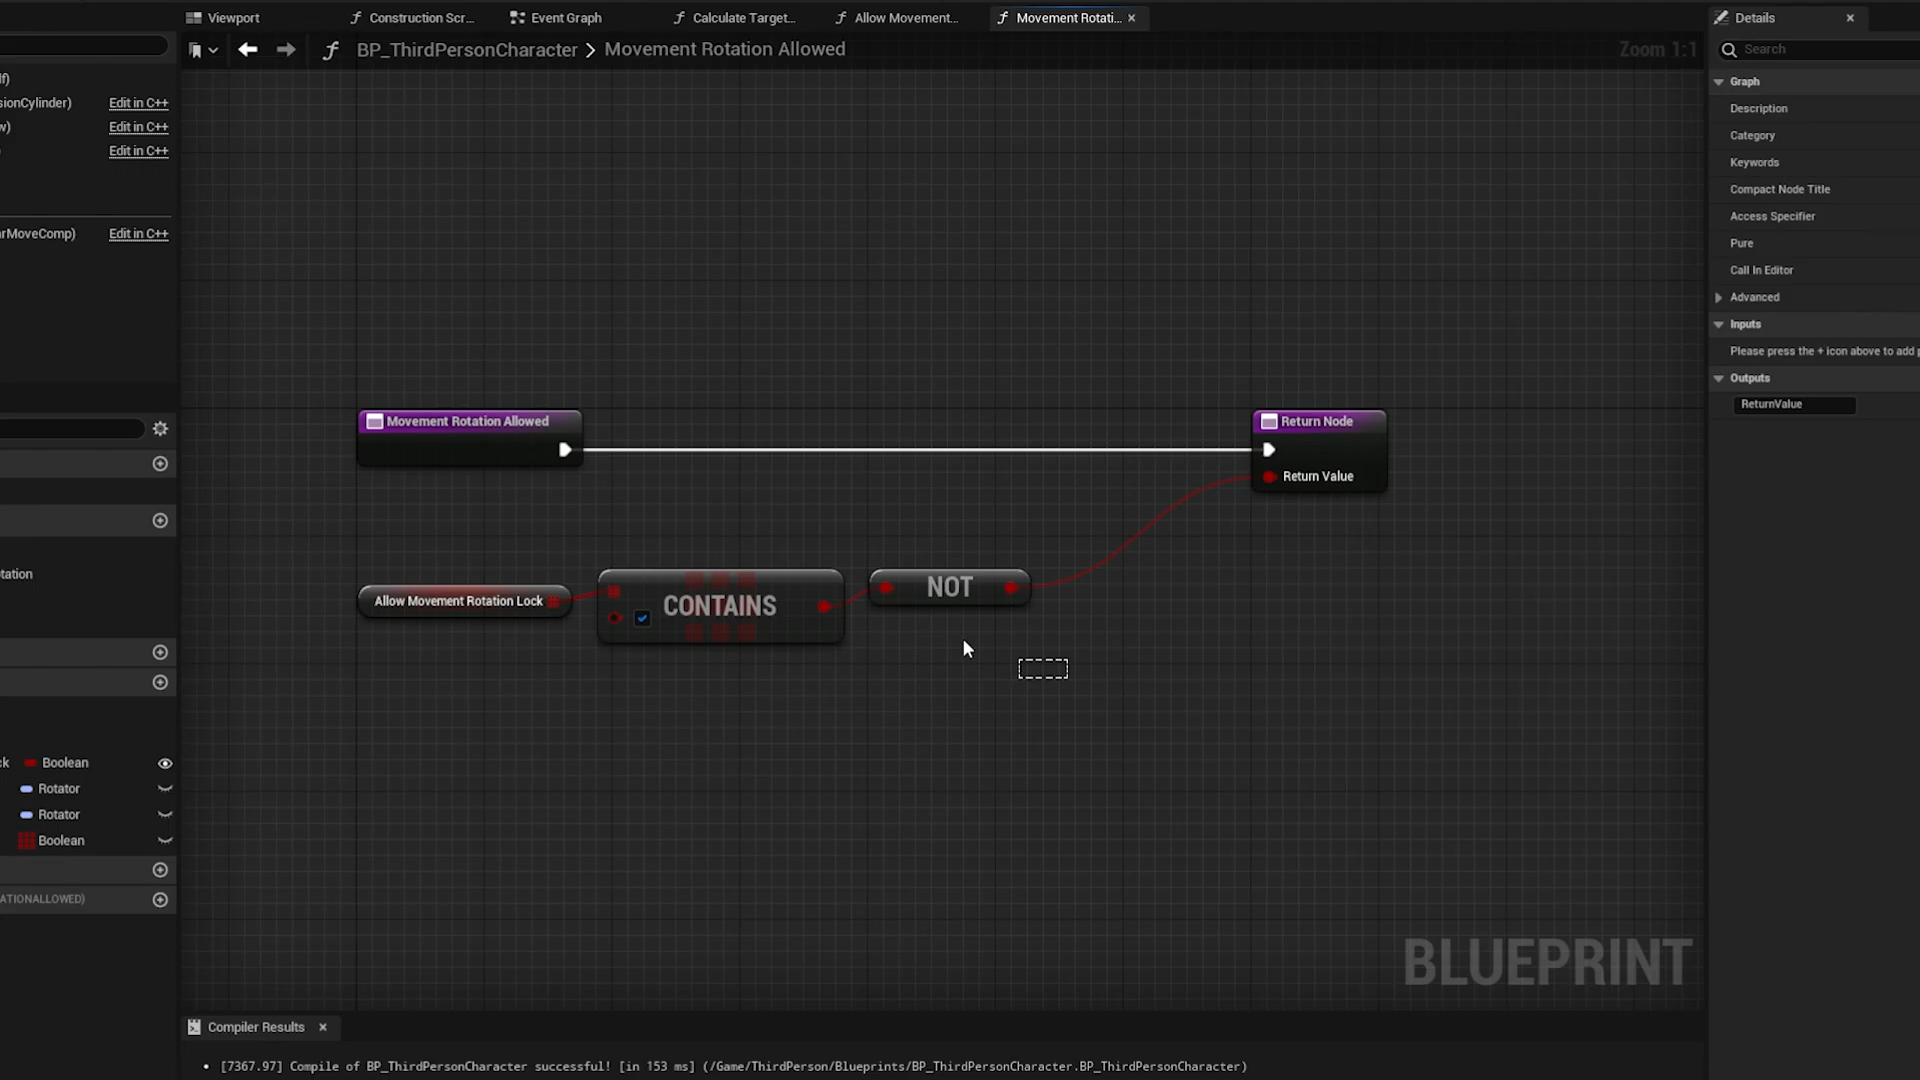 Viewport
Construction Scr...
Event Graph
Calculate Target...
Allow Movement...
Movement Rotati...
BP_ThirdPersonCharacter > Movement Rotation Allowed
Zoom 1:1
lf)
sionCylinder) Edit in C++
w) Edit in C++
Edit in C++
arMoveComp) Edit in C++
tation
ck Boolean
Rotator
Rotator
Boolean
ATIONALLOWED)
Movement Rotation Allowed
Return Node
Return Value
Allow Movement Rotation Lock
CONTAINS
NOT
BLUEPRINT
Compiler Results
[7367.97] Compile of BP_ThirdPersonCharacter successful! [in 153 ms] (/Game/ThirdPerson/Blueprints/BP_ThirdPersonCharacter.BP_ThirdPersonCharacter)
Details
Search
Graph
Description
Category
Keywords
Compact Node Title
Access Specifier
Pure
Call In Editor
Advanced
Inputs
Please press the + icon above to add p
Outputs
ReturnValue